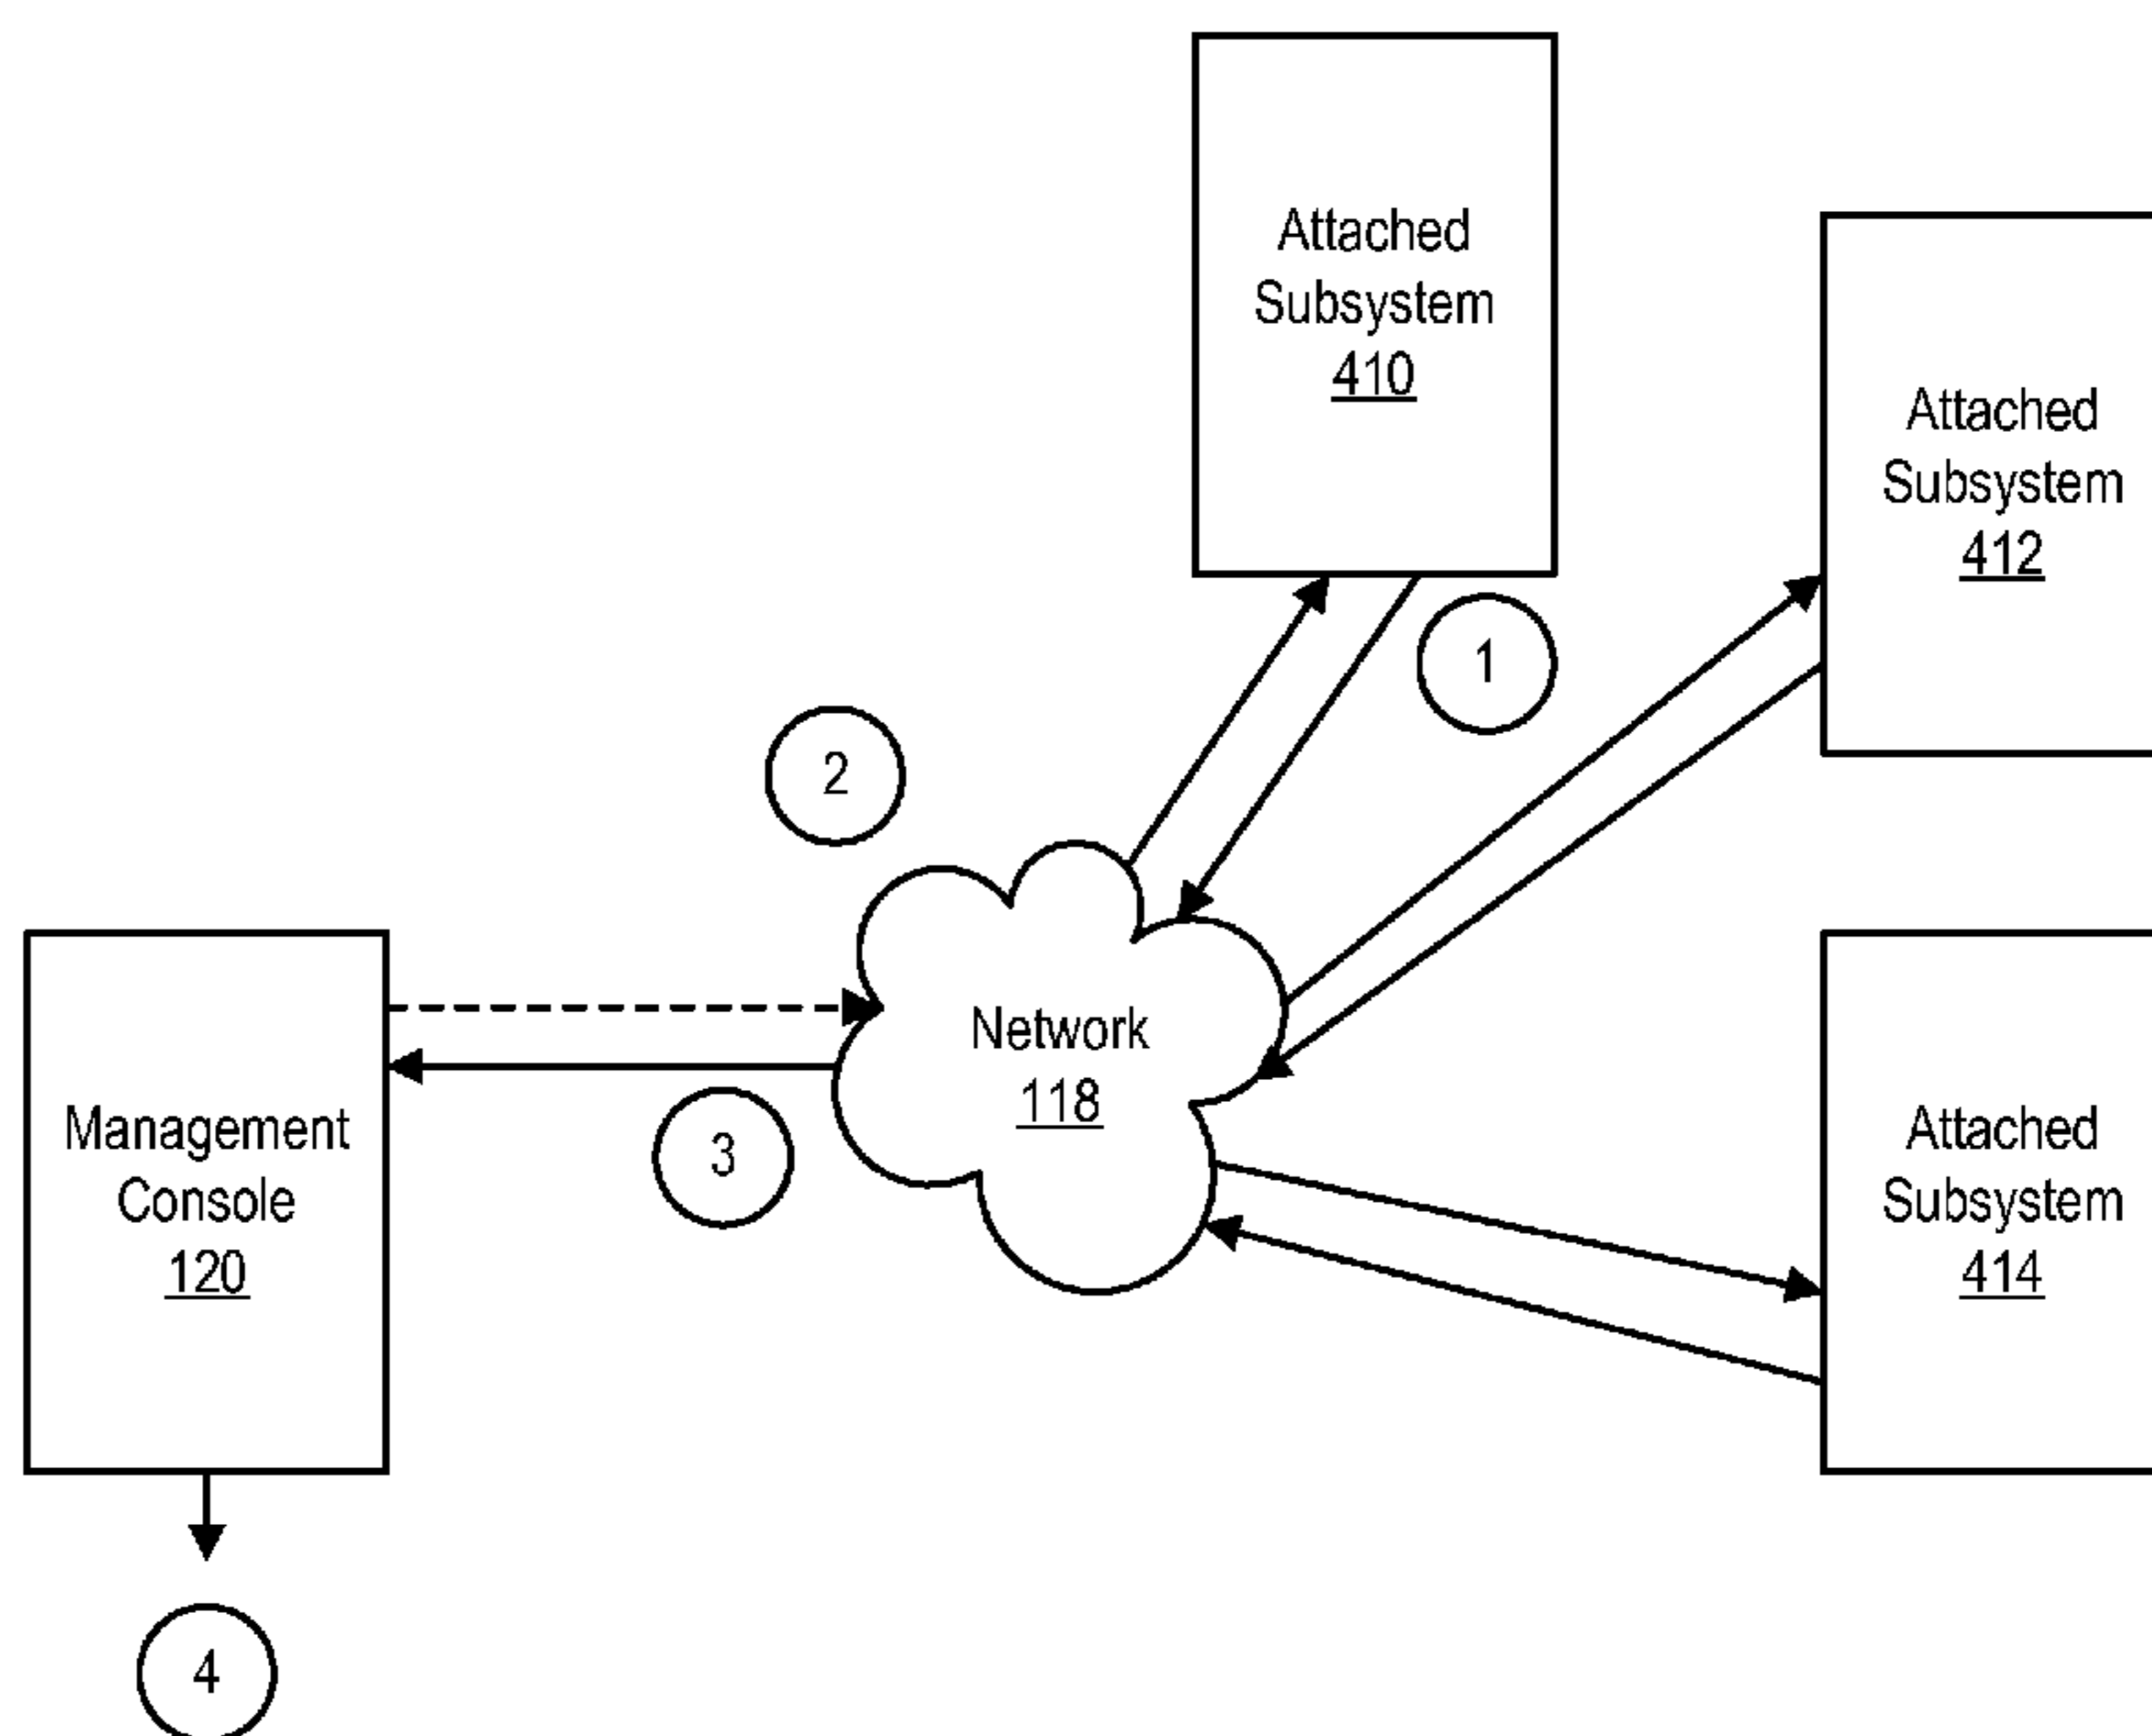 Attached
Subsystem
410
Attached
Subsystem
412
1
2
Network
118
3
Management
Console
120
Attached
Subsystem
414
4